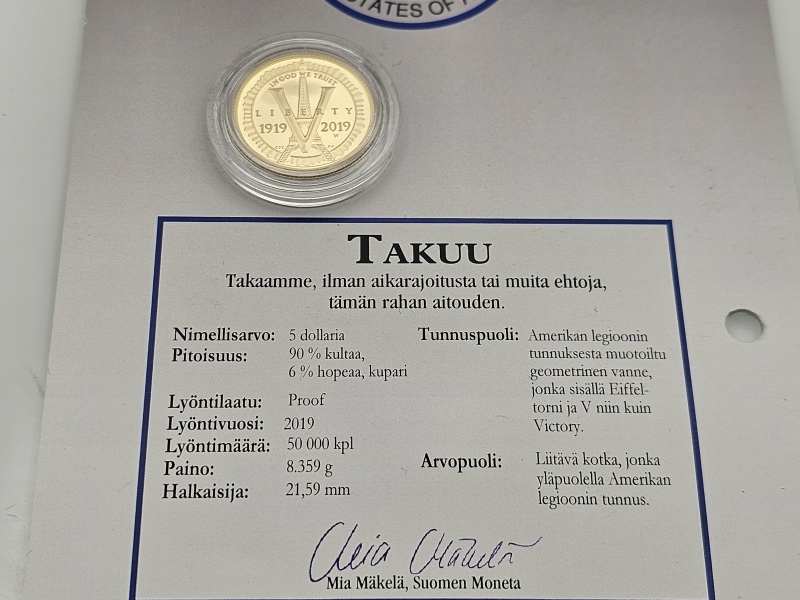 STATES OF
IN GOD WE TRUST
LIBERTY
1919 2019
W
TAKUU
Takaamme, ilman aikarajoitusta tai muita ehtoja,
tämän rahan aitouden.
Nimellisarvo: 5 dollaria
Pitoisuus: 90 % kultaa,
6 % hopeaa, kupari
Lyöntilaatu: Proof
Lyöntivuosi: 2019
Lyöntimäärä: 50 000 kpl
Paino: 8.359 g
Halkaisija: 21,59 mm
Tunnuspuoli: Amerikan legioonin
tunnuksesta muotoiltu
geometrinen vanne,
jonka sisällä Eiffel-
torni ja V niin kuin
Victory.
Arvopuoli: Liitävä kotka, jonka
yläpuolella Amerikan
legioonin tunnus.
Mia Mäkelä
Mia Mäkelä, Suomen Moneta